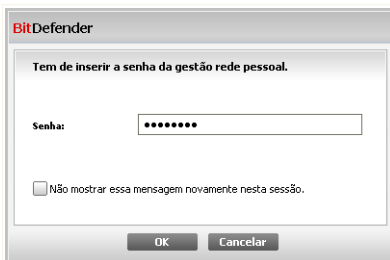 BitDefender
Tem de inserir a senha da gestão rede pessoal.
Senha: ●●●●●●●●
Não mostrar essa mensagem novamente nesta sessão.
OK Cancelar